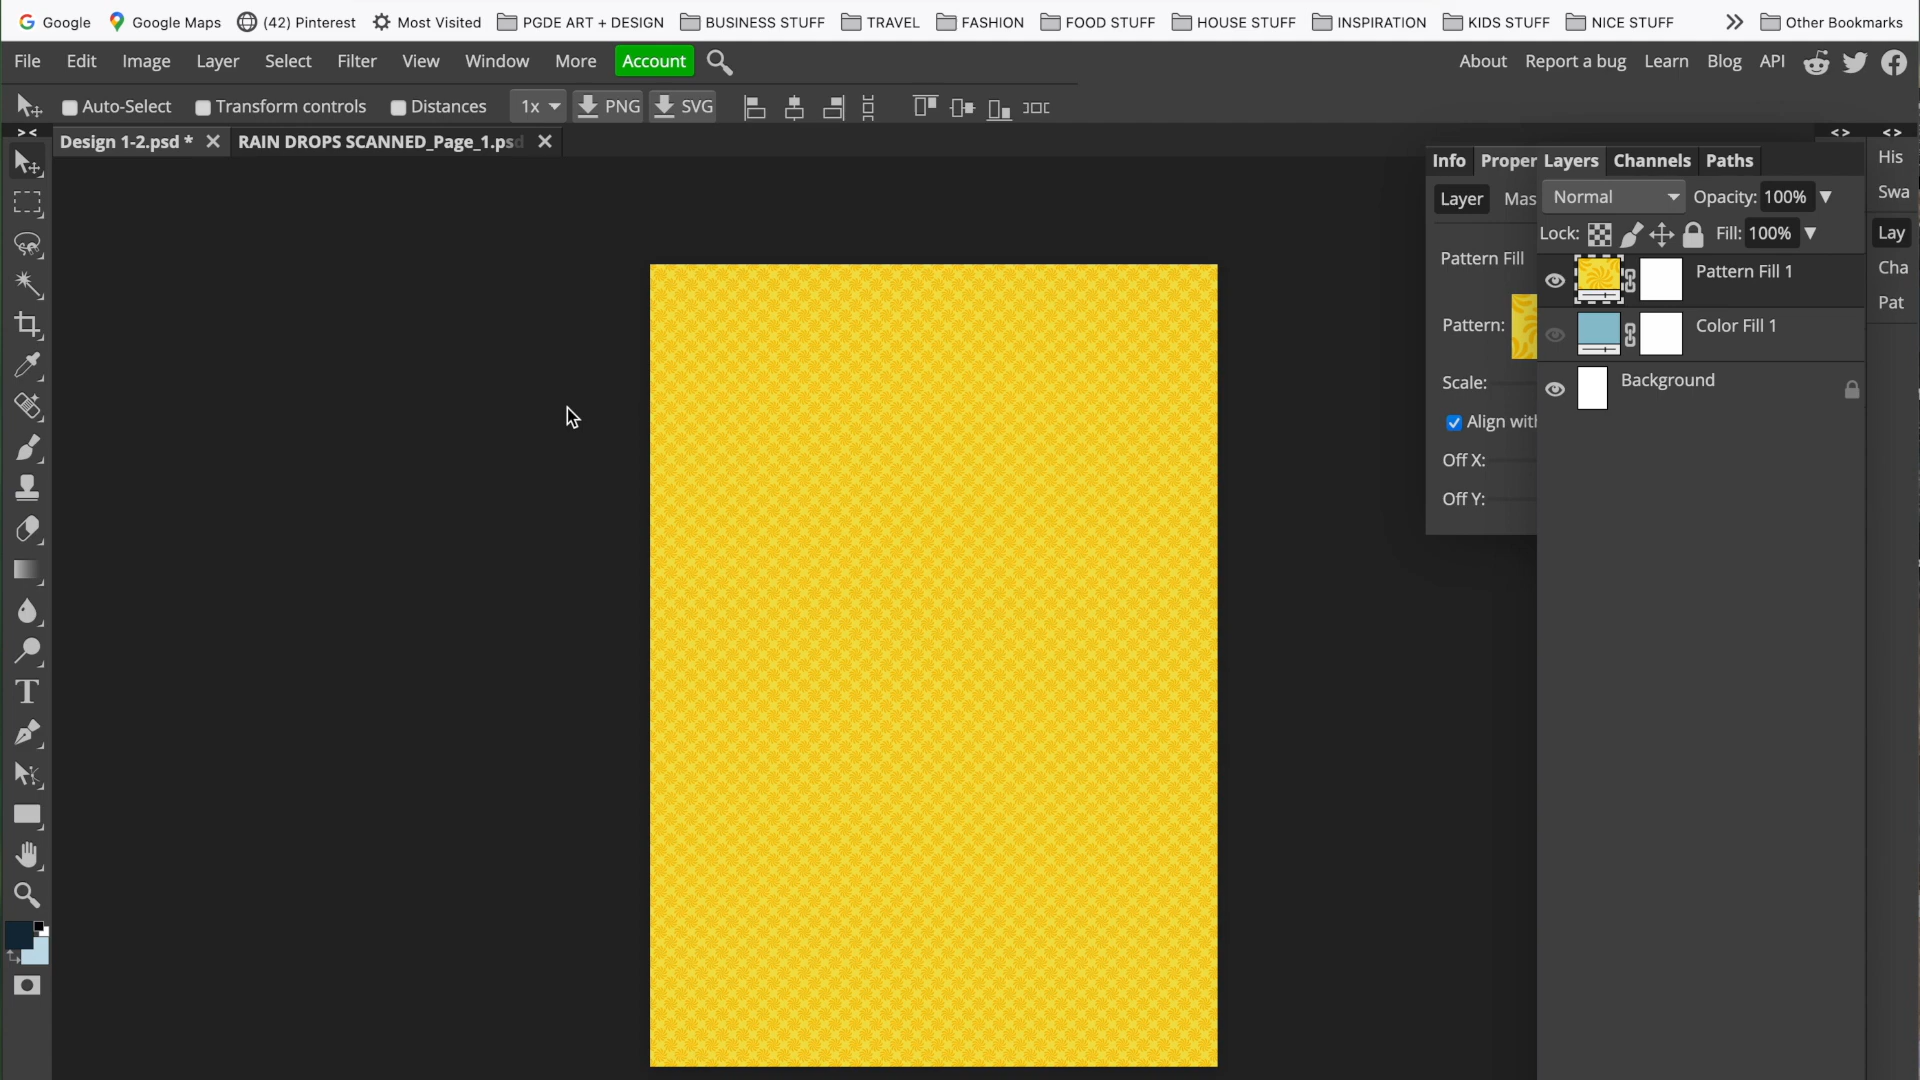 Google Google Maps (42) Pinterest Most Visited PGDE ART + DESIGN BUSINESS STUFF TRAVEL FASHION FOOD STUFF HOUSE STUFF INSPIRATION KIDS STUFF NICE STUFF Other Bookmarks
File Edit Image Layer Select Filter View Window More Account About Report a bug Learn Blog API
Auto-Select Transform controls Distances 1x PNG SVG
Design 1-2.psd * RAIN DROPS SCANNED_Page_1.psd
Info Proper Layers Channels Paths His
Layer Mas Normal Opacity: 100% Swa
Lock: Fill: 100% Lay
Pattern Fill Pattern Fill 1 Cha
Pat
Pattern: Color Fill 1
Scale: Background
Align with
Off X:
Off Y: